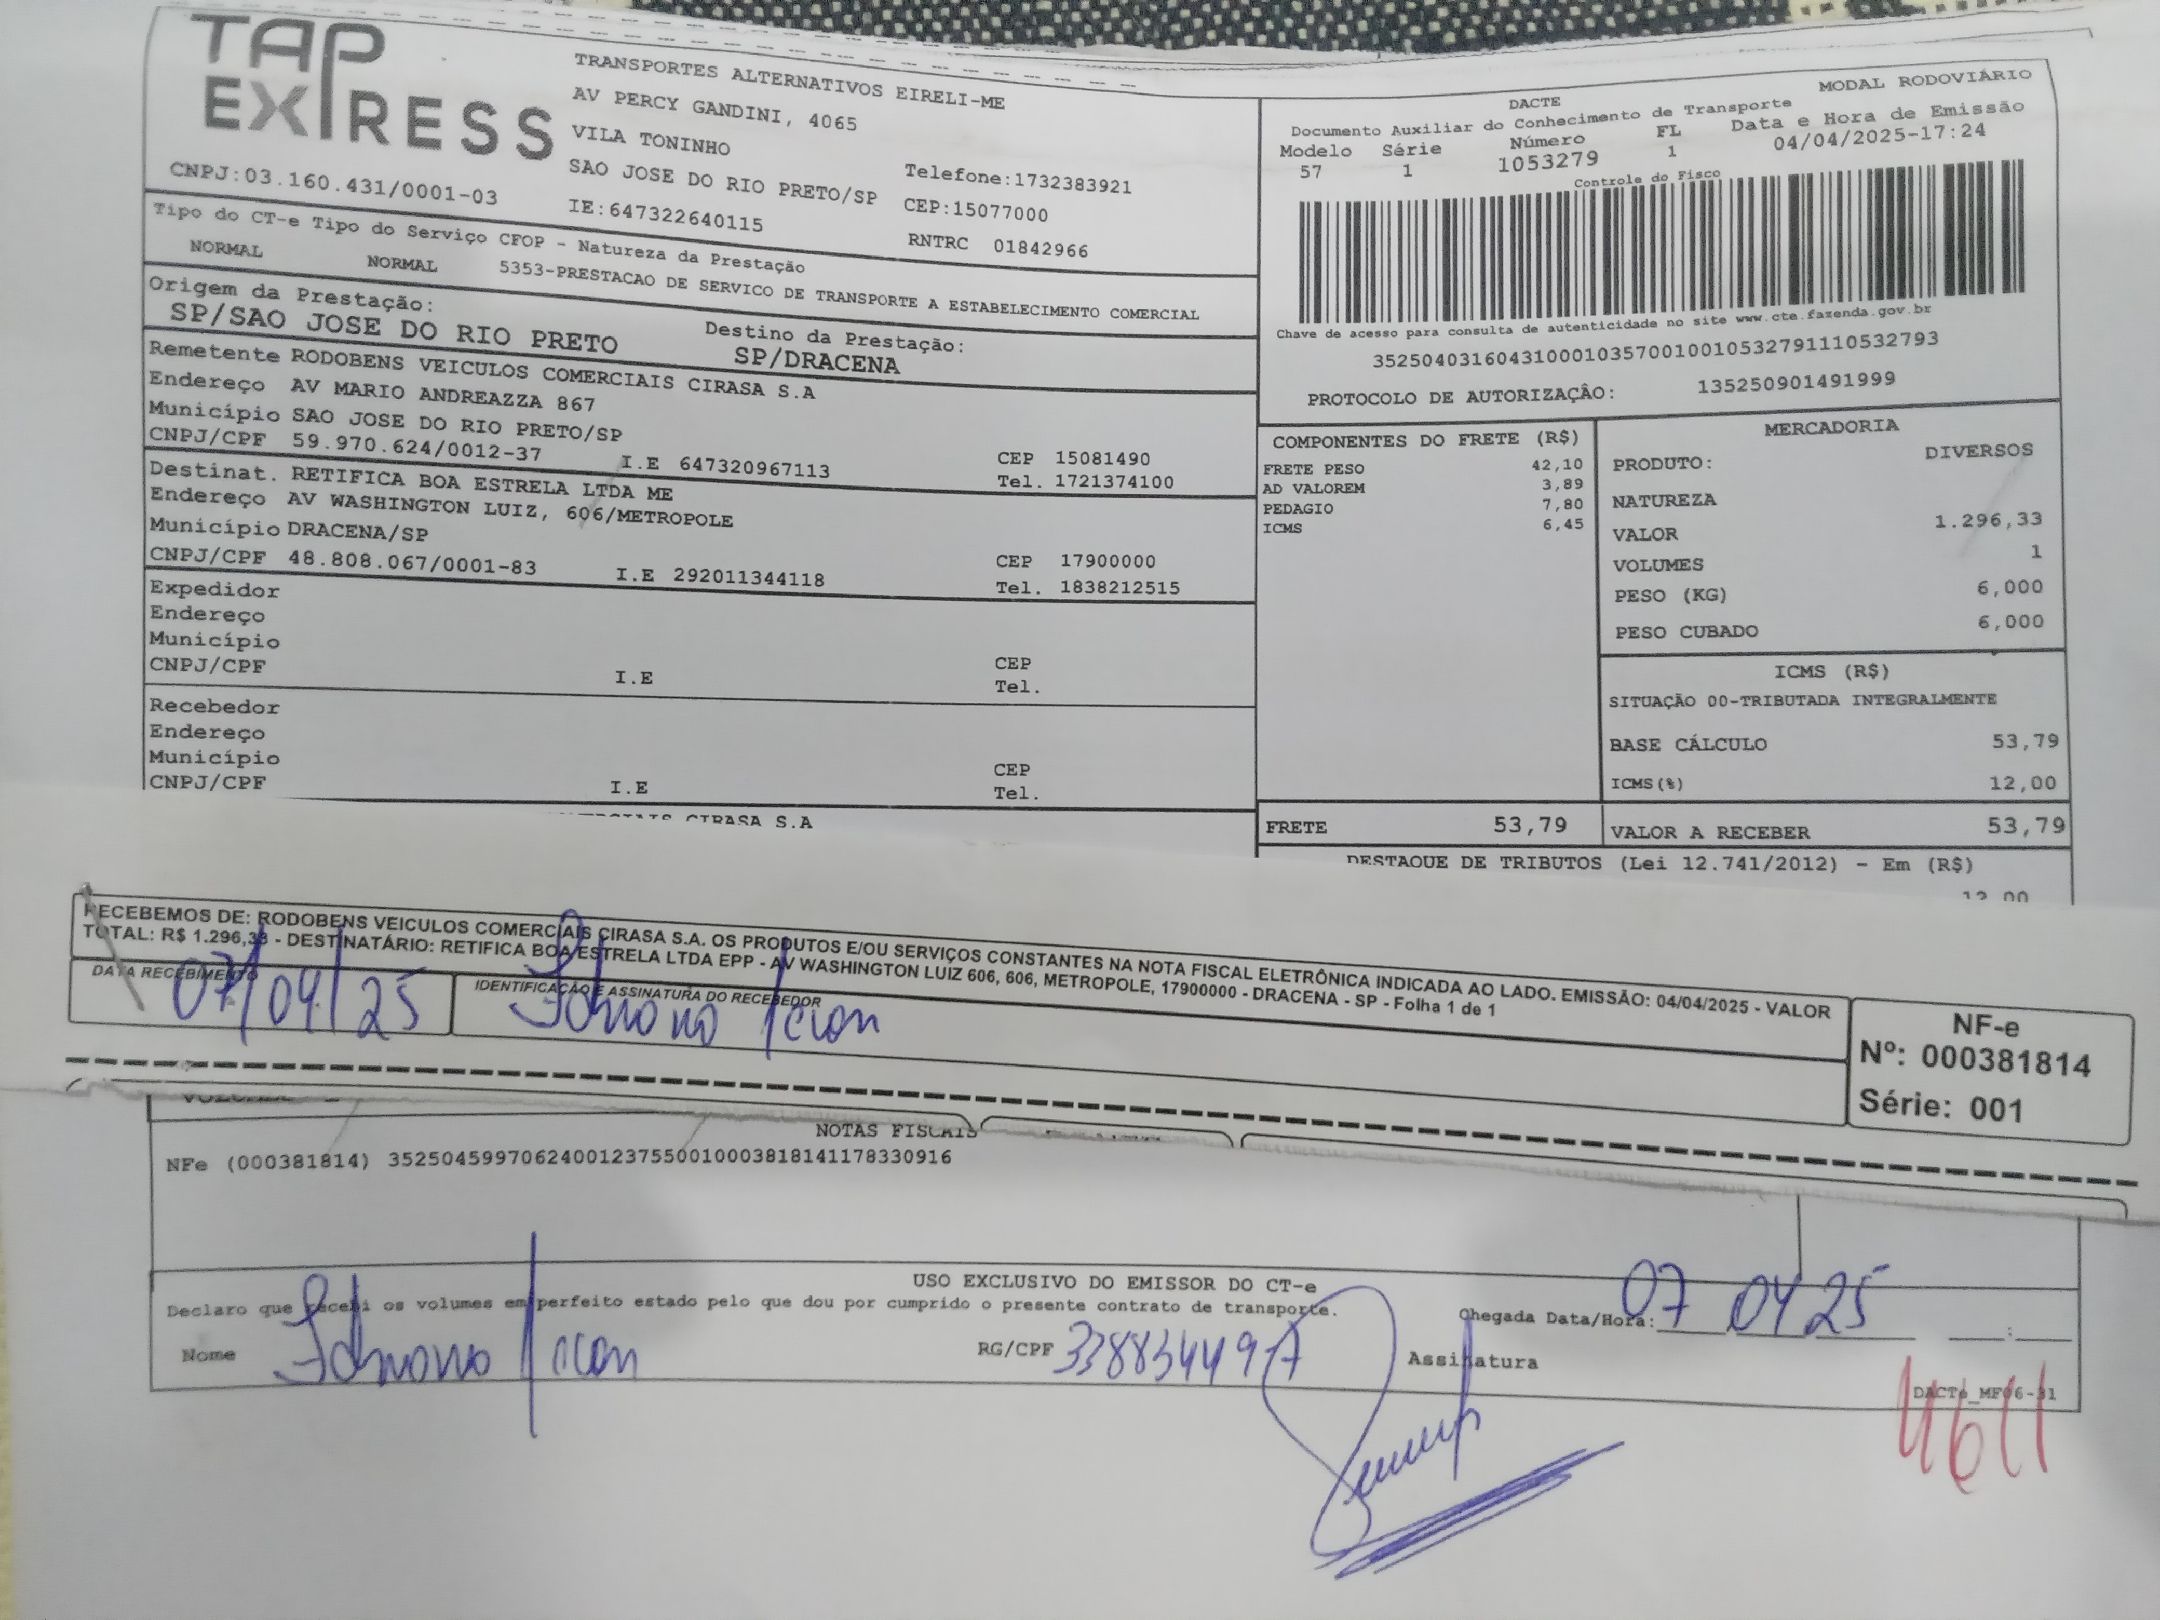 TAP EXPRESS
TRANSPORTES ALTERNATIVOS EIRELI-ME
AV PERCY GANDINI, 4065
VILA TONINHO
SAO JOSE DO RIO PRETO/SP
Telefone:1732383921
CNPJ:03.160.431/0001-03
IE:647322640115
CEP:15077000
RNTRC 01842966
Tipo do CT-e Tipo do Serviço CFOP - Natureza da Prestação
NORMAL NORMAL 5353-PRESTACAO DE SERVICO DE TRANSPORTE A ESTABELECIMENTO COMERCIAL
Origem da Prestação: Destino da Prestação:
SP/SAO JOSE DO RIO PRETO SP/DRACENA
Remetente RODOBENS VEICULOS COMERCIAIS CIRASA S.A
Endereço AV MARIO ANDREAZZA 867
Município SAO JOSE DO RIO PRETO/SP CEP 15081490
CNPJ/CPF 59.970.624/0012-37 I.E 647320967113 Tel. 1721374100
Destinat. RETIFICA BOA ESTRELA LTDA ME
Endereço AV WASHINGTON LUIZ, 606/METROPOLE
Município DRACENA/SP CEP 17900000
CNPJ/CPF 48.808.067/0001-83 I.E 292011344118 Tel. 1838212515
Expedidor
Endereço
Município CEP
CNPJ/CPF I.E Tel.
Recebedor
Endereço
Município CEP
CNPJ/CPF I.E Tel.
CIRASA S.A
DACTE MODAL RODOVIÁRIO
Documento Auxiliar do Conhecimento de Transporte
Modelo Série Número FL Data e Hora de Emissão
57 1 1053279 1 04/04/2025-17:24
Controle do Fisco
Chave de acesso para consulta de autenticidade no site www.cte.fazenda.gov.br
35250403160431000103570010010532791110532793
PROTOCOLO DE AUTORIZAÇÃO: 135250901491999
COMPONENTES DO FRETE (R$)
FRETE PESO 42,10
AD VALOREM 3,89
PEDAGIO 7,80
ICMS 6,45
MERCADORIA
PRODUTO: DIVERSOS
NATUREZA
VALOR 1.296,33
VOLUMES 1
PESO (KG) 6,000
PESO CUBADO 6,000
ICMS (R$)
SITUAÇÃO 00-TRIBUTADA INTEGRALMENTE
BASE CÁLCULO 53,79
ICMS(%) 12,00
FRETE 53,79 VALOR A RECEBER 53,79
DESTAQUE DE TRIBUTOS (Lei 12.741/2012) - Em (R$)
12,00
RECEBEMOS DE: RODOBENS VEICULOS COMERCIAIS CIRASA S.A. OS PRODUTOS E/OU SERVIÇOS CONSTANTES NA NOTA FISCAL ELETRÔNICA INDICADA AO LADO. EMISSÃO: 04/04/2025 - VALOR
TOTAL: R$ 1.296,33 - DESTINATÁRIO: RETIFICA BOA ESTRELA LTDA EPP - AV WASHINGTON LUIZ 606, 606, METROPOLE, 17900000 - DRACENA - SP - Folha 1 de 1
DATA RECEBIMENTO IDENTIFICAÇÃO E ASSINATURA DO RECEBEDOR
07/04/25
NF-e
Nº: 000381814
Série: 001
NOTAS FISCAIS
NFe (000381814) 35250459970624001237550010003818141178330916
USO EXCLUSIVO DO EMISSOR DO CT-e
Declaro que recebi os volumes em perfeito estado pelo que dou por cumprido o presente contrato de transporte.
Chegada Data/Hora: 07 04 25 :
Nome RG/CPF Assinatura
DACTe_MF06-31
4611